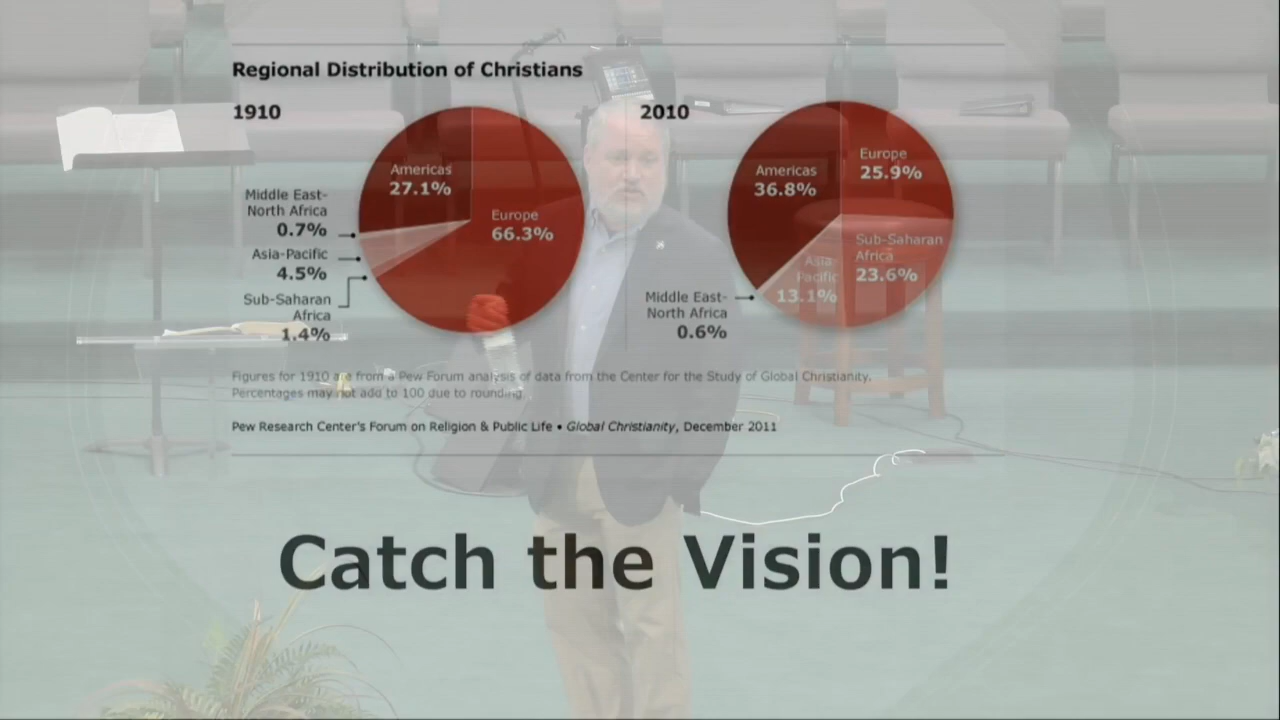 Regional Distribution of Christians
1910
Americas
27.1%
Europe
66.3%
Middle East-
North Africa
0.7%
Asia-Pacific
4.5%
Sub-Saharan
Africa
1.4%
2010
Americas
36.8%
Europe
25.9%
Sub-Saharan
Africa
23.6%
Asia-
Pacific
13.1%
Middle East-
North Africa
0.6%
Figures for 1910 are from a Pew Forum analysis of data from the Center for the Study of Global Christianity.
Percentages may not add to 100 due to rounding.
Pew Research Center's Forum on Religion & Public Life • Global Christianity, December 2011
Catch the Vision!